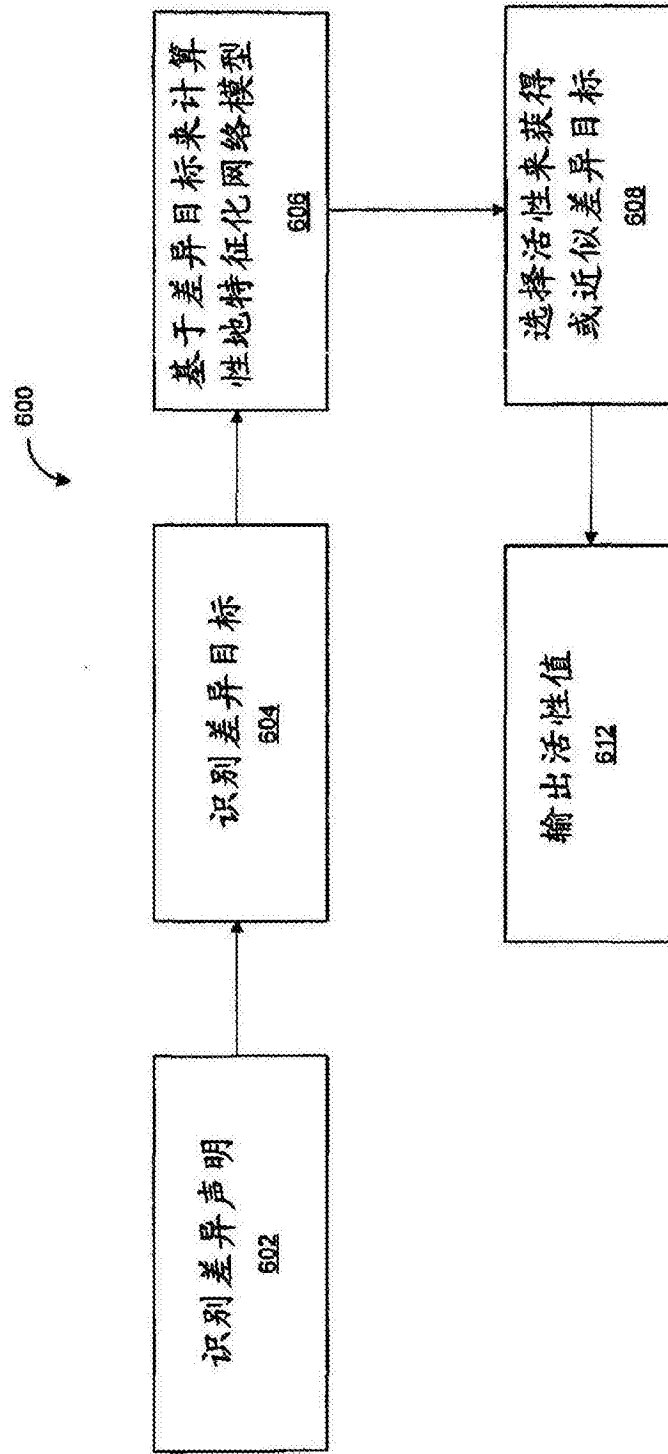 600
识别差异声明
602
识别差异目标
604
基于差异目标来计算
性地特征化网络模型
606
选择活性来获得
或近似差异目标
608
输出活性值
612